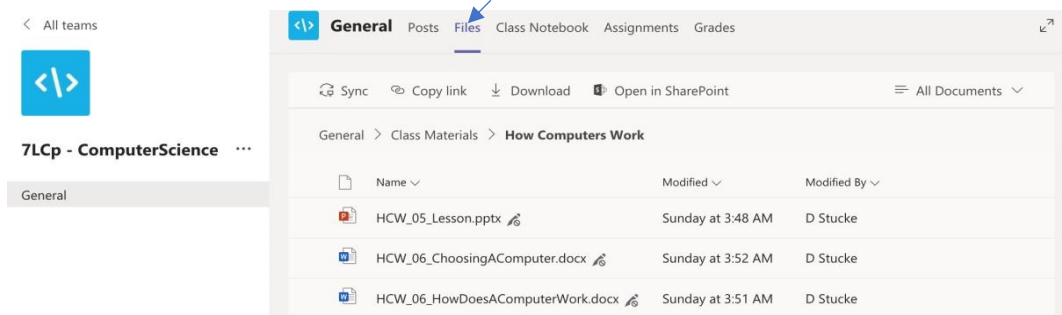 All teams
General Posts Files Class Notebook Assignments Grades
</>
Sync Copy link Download Open in SharePoint All Documents
General > Class Materials > How Computers Work
7LCp - ComputerScience ...
Name Modified Modified By
General
HCW_05_Lesson.pptx Sunday at 3:48 AM D Stucke
HCW_06_ChoosingAComputer.docx Sunday at 3:52 AM D Stucke
HCW_06_HowDoesAComputerWork.docx Sunday at 3:51 AM D Stucke